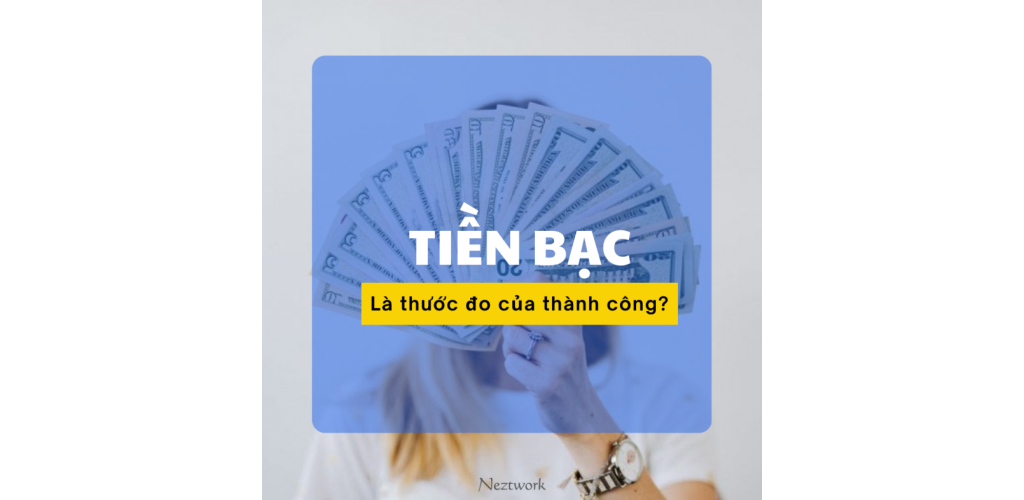 TIỀN BẠC
Là thước đo của thành công?
Neztwork